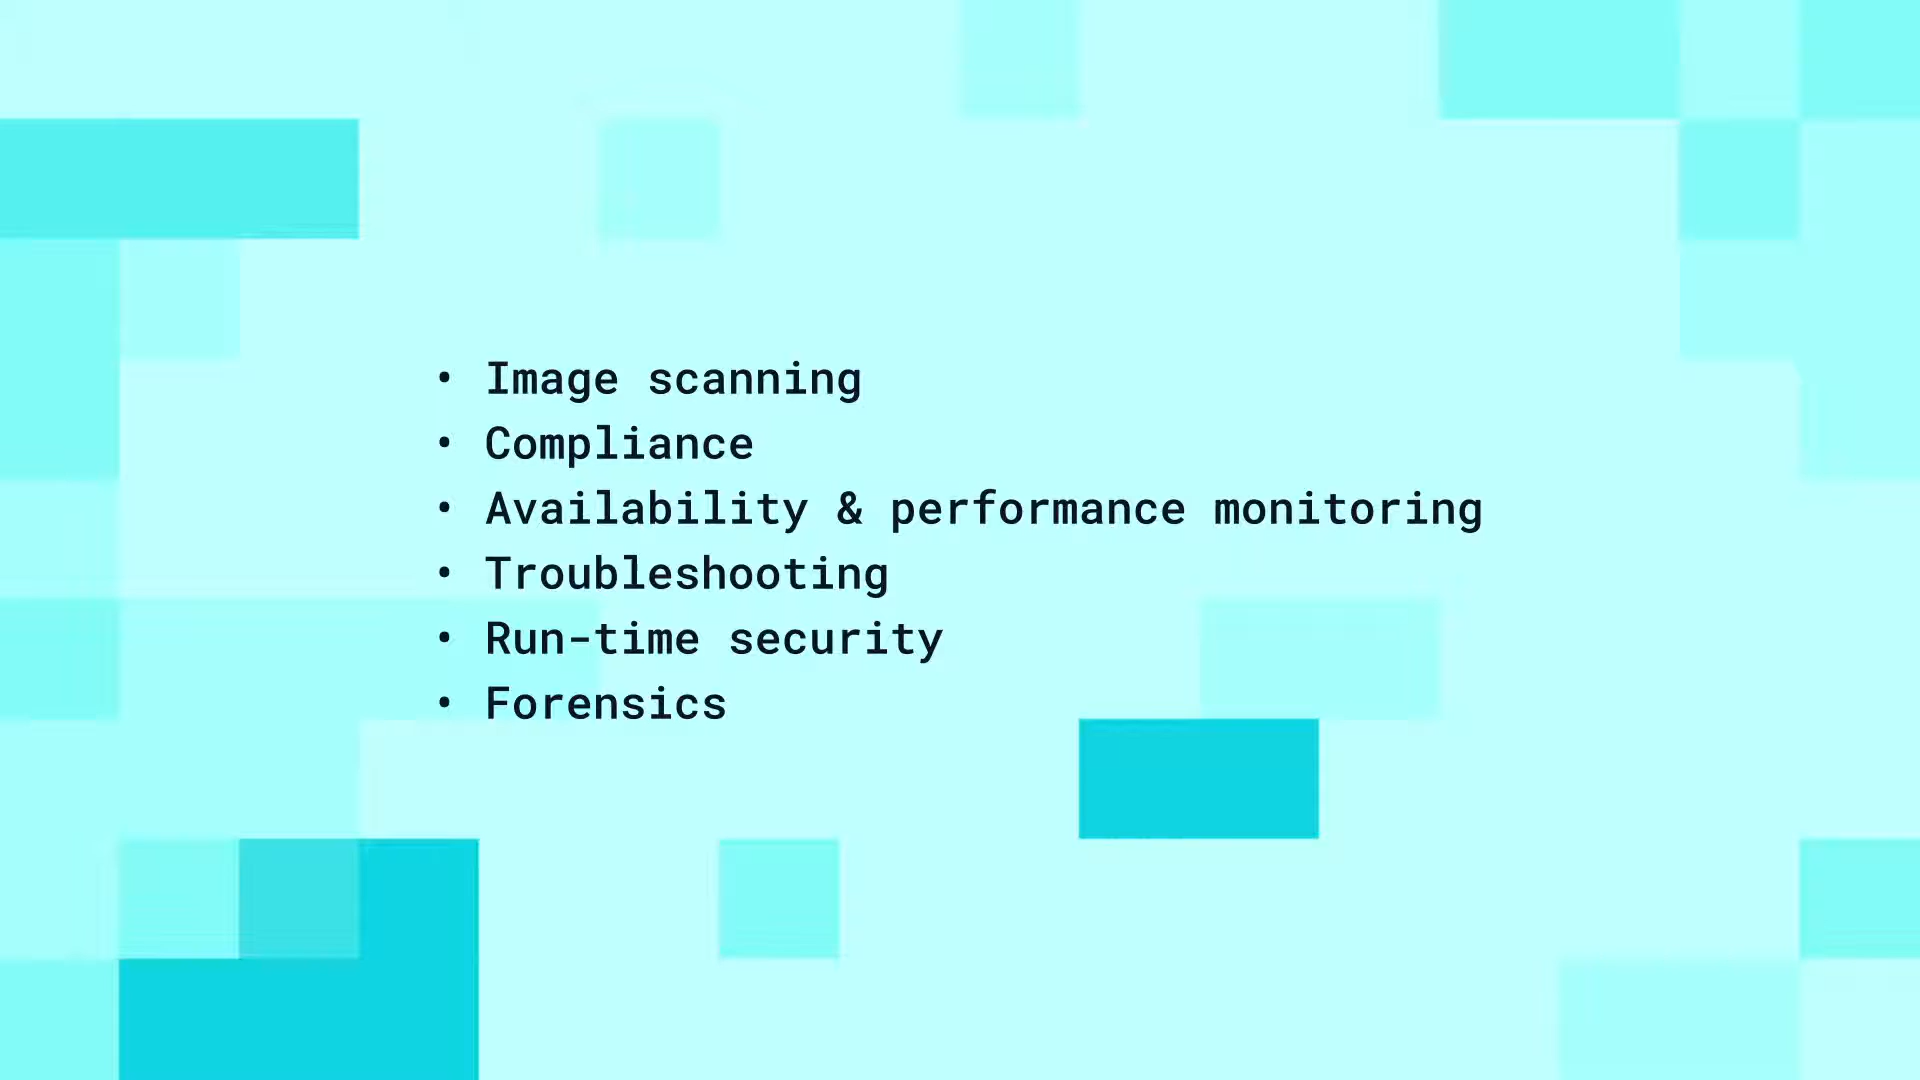 • Image scanning
• Compliance
• Availability & performance monitoring
• Troubleshooting
• Run-time security
• Forensics